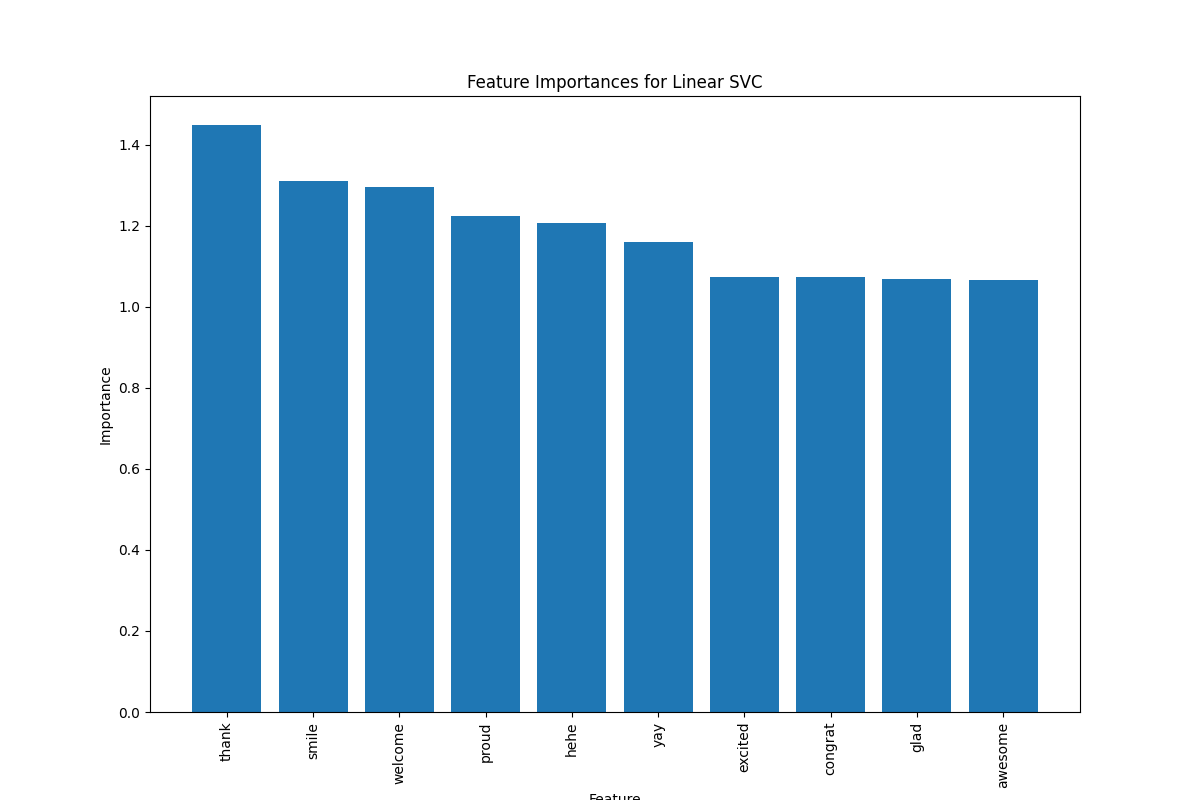 Feature Importances for Linear SVC
Importance
1.4
1.2
1.0
0.8
0.6
0.4
0.2
0.0
thank
smile
welcome
proud
hehe
yay
excited
congrat
glad
awesome
Feature